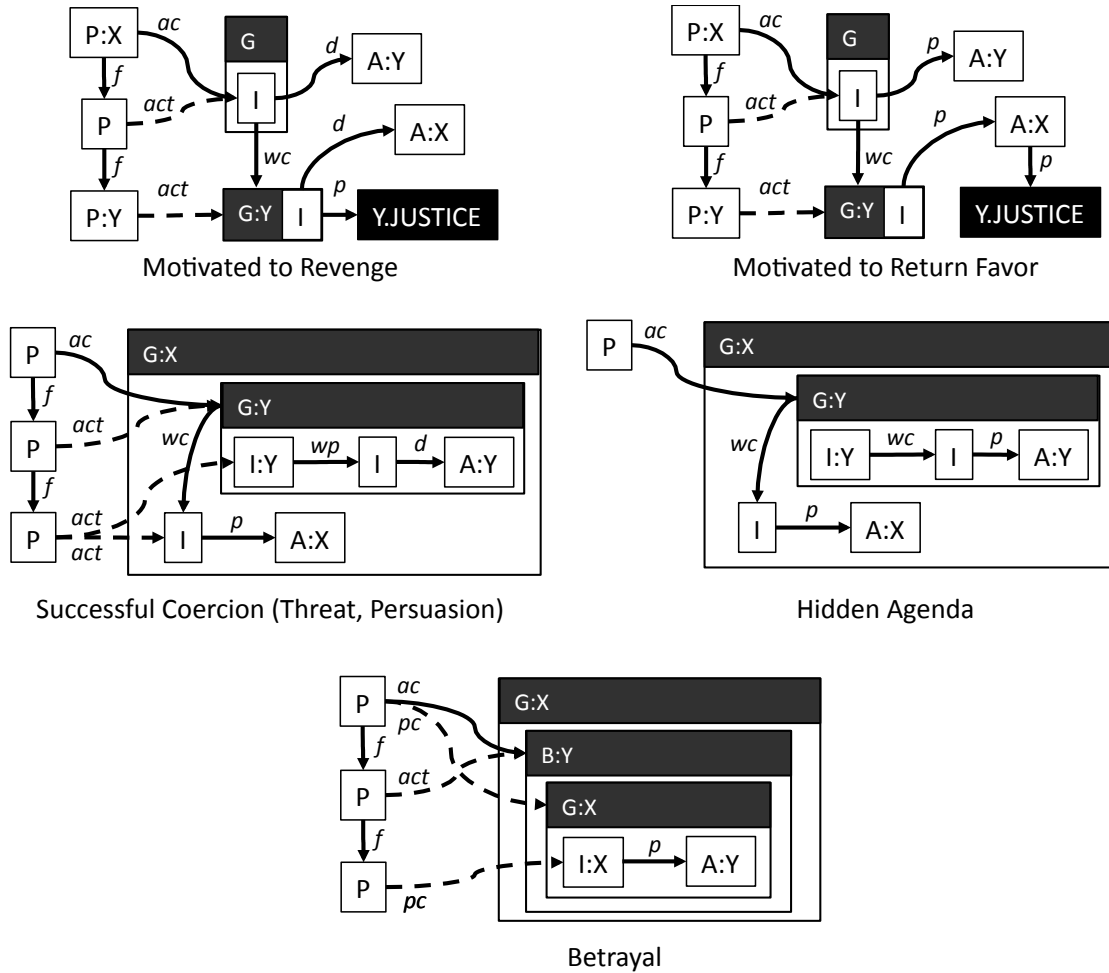 P:X
ac
G
d
A:Y
f
P
act
I
d
A:X
f
wc
P:Y
act
G:Y
I
p
Y.JUSTICE
Motivated to Revenge
P:X
ac
G
p
A:Y
f
P
act
I
p
A:X
f
wc
p
P:Y
act
G:Y
I
Y.JUSTICE
Motivated to Return Favor
P
ac
G:X
f
G:Y
P
act
wc
I:Y
wp
I
d
A:Y
f
P
act
act
I
p
A:X
Successful Coercion (Threat, Persuasion)
P
ac
G:X
G:Y
wc
I:Y
wc
I
p
A:Y
I
p
A:X
Hidden Agenda
P
ac
pc
G:X
f
B:Y
P
act
G:X
f
I:X
p
A:Y
P
pc
Betrayal